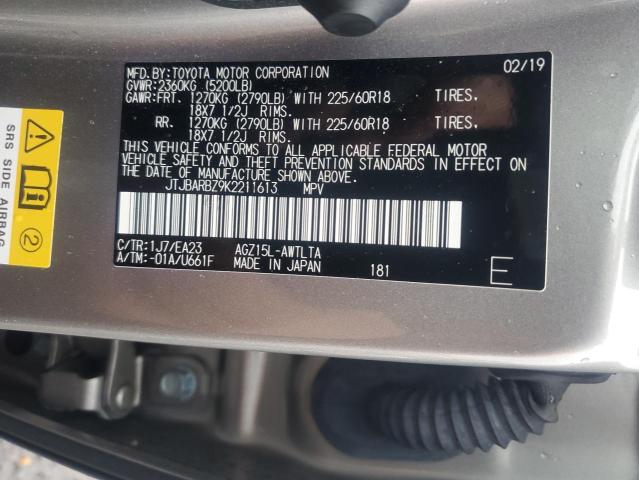 MFD. BY: TOYOTA MOTOR CORPORATION 02/19
GVWR: 2360KG (5200LB)
GAWR: FRT. 1270KG (2790LB) WITH 225/60R18 TIRES.
18X7 1/2J RIMS.
RR. 1270KG (2790LB) WITH 225/60R18 TIRES.
18X7 1/2J RIMS.
THIS VEHICLE CONFORMS TO ALL APPLICABLE FEDERAL MOTOR
VEHICLE SAFETY AND THEFT PREVENTION STANDARDS IN EFFECT ON
THE DATE OF MANUFACTURE SHOWN ABOVE.
JTJBARBZ9K2211613 MPV
C/TR: 1J7/EA23 AGZ15L-AWTLTA
A/TM: -01A/U661F MADE IN JAPAN 181 E
SRS SIDE AIRBAG
2